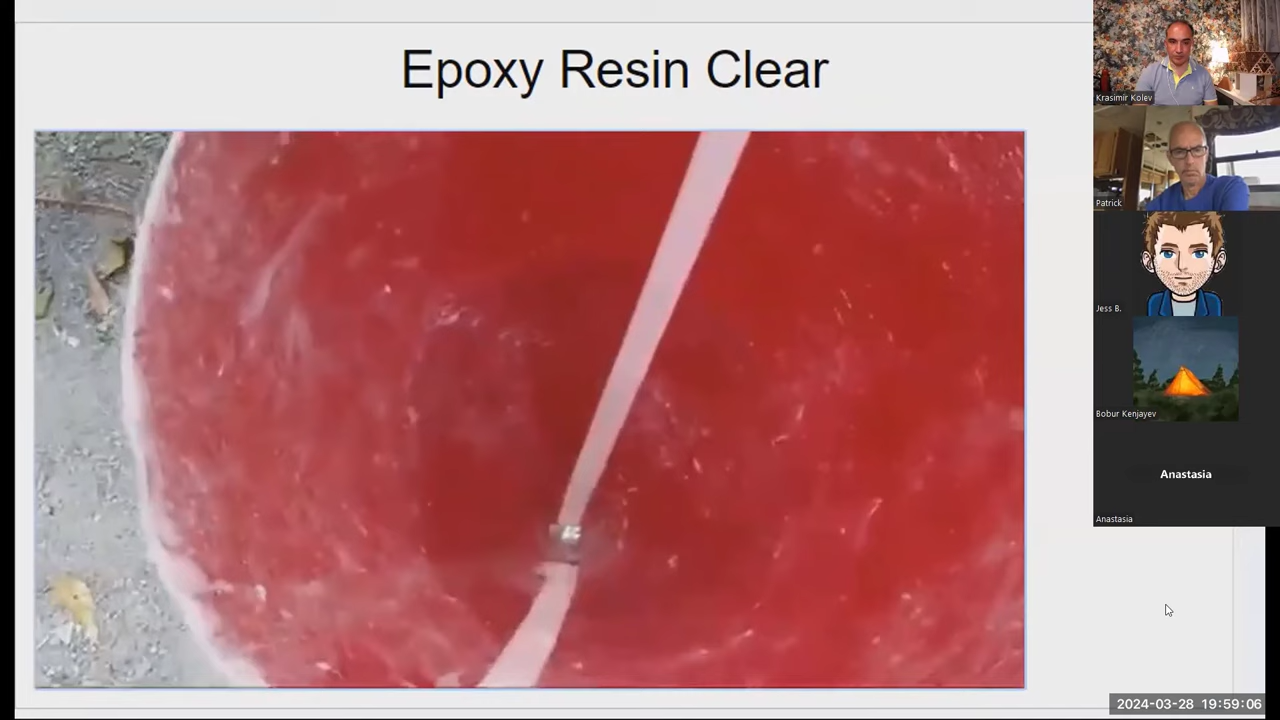 Epoxy Resin Clear
Krasimir Kolev
Patrick
Jess B.
Bobur Kenjayev
Anastasia
Anastasia
2024-03-28 19:59:06